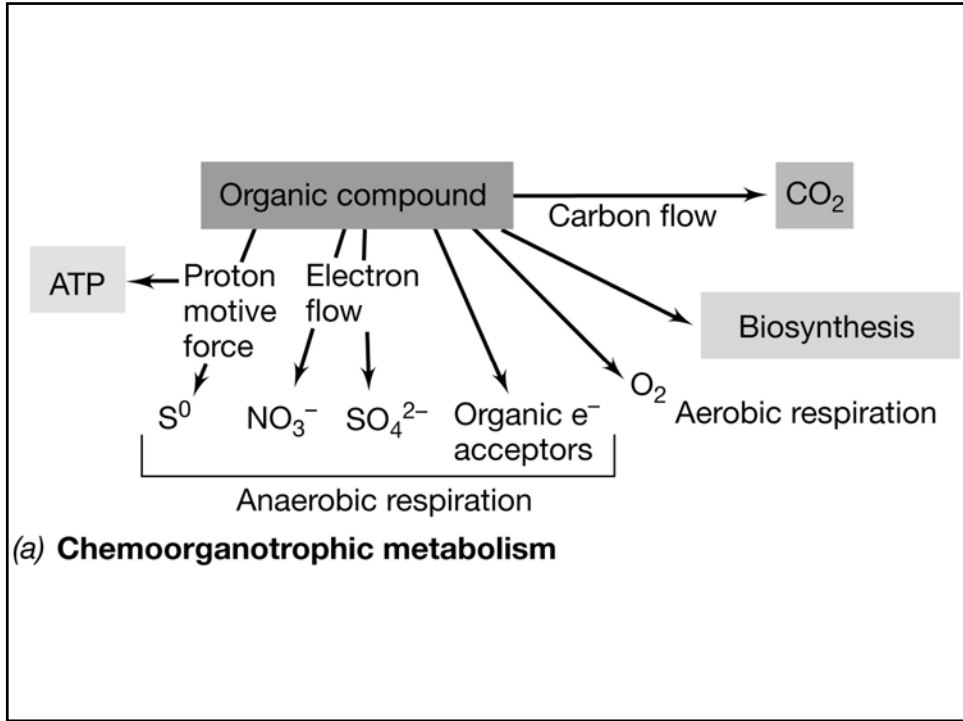 Organic compound
CO₂
Carbon flow
ATP
Proton
motive
force
Electron
flow
Biosynthesis
S⁰
NO₃⁻
SO₄²⁻
Organic e⁻
acceptors
O₂
Aerobic respiration
Anaerobic respiration
(a) Chemoorganotrophic metabolism